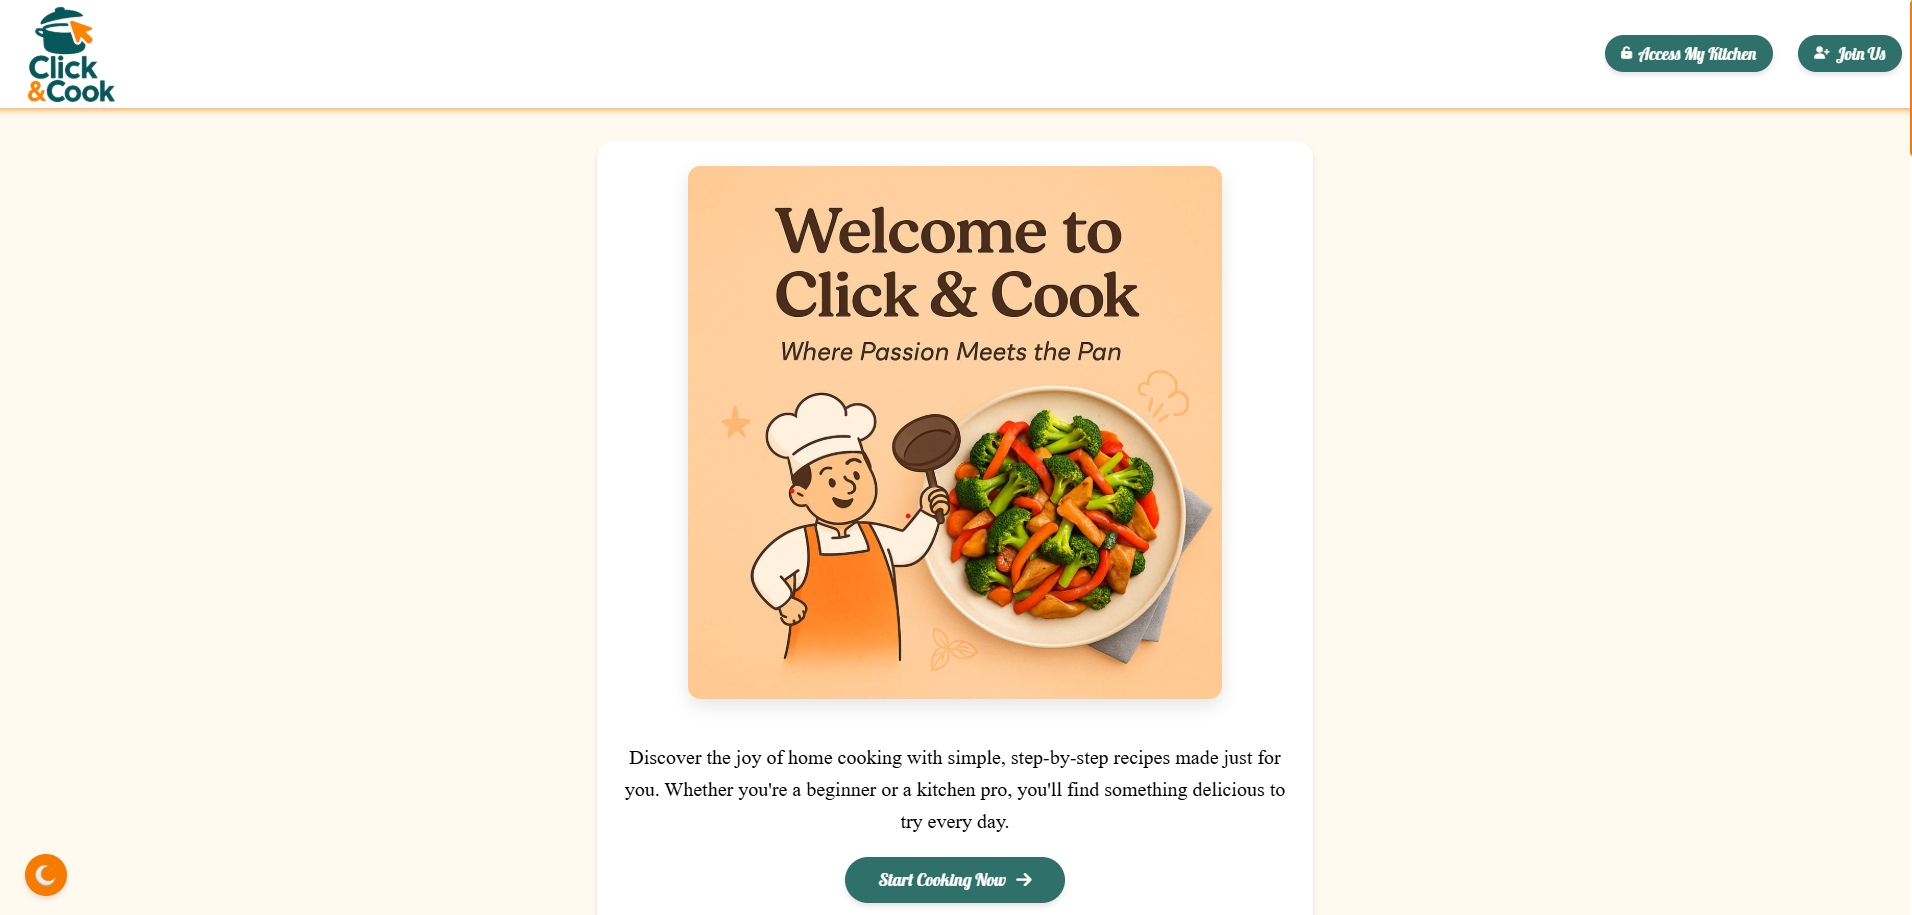 Click
&Cook
Access My Kitchen
Join Us
Welcome to
Click & Cook
Where Passion Meets the Pan
Discover the joy of home cooking with simple, step-by-step recipes made just for
you. Whether you're a beginner or a kitchen pro, you'll find something delicious to
try every day.
Start Cooking Now